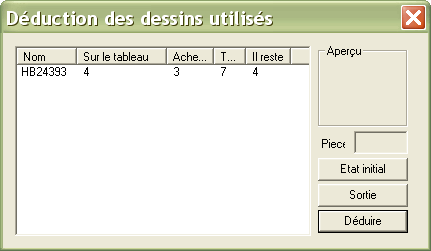 Déduction des dessins utilisés
Nom Sur le tableau Ache... T... Il reste
HB24393 4 3 7 4
Aperçu
Piece
Etat initial
Sortie
Déduire